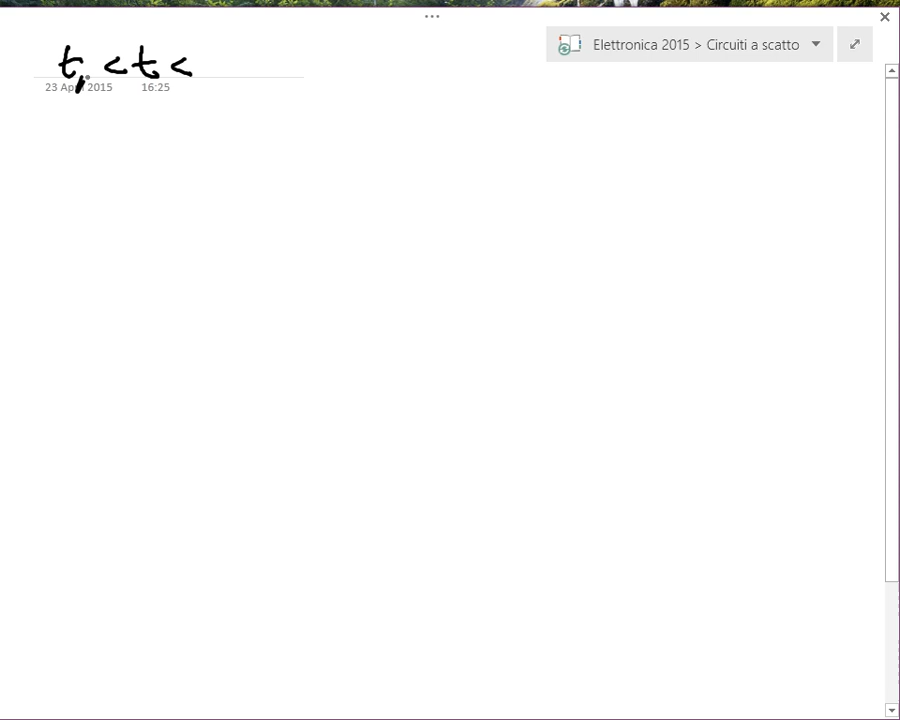 Elettronica 2015 > Circuiti a scatto
t₁ < t <
23 Apr 2015 16:25